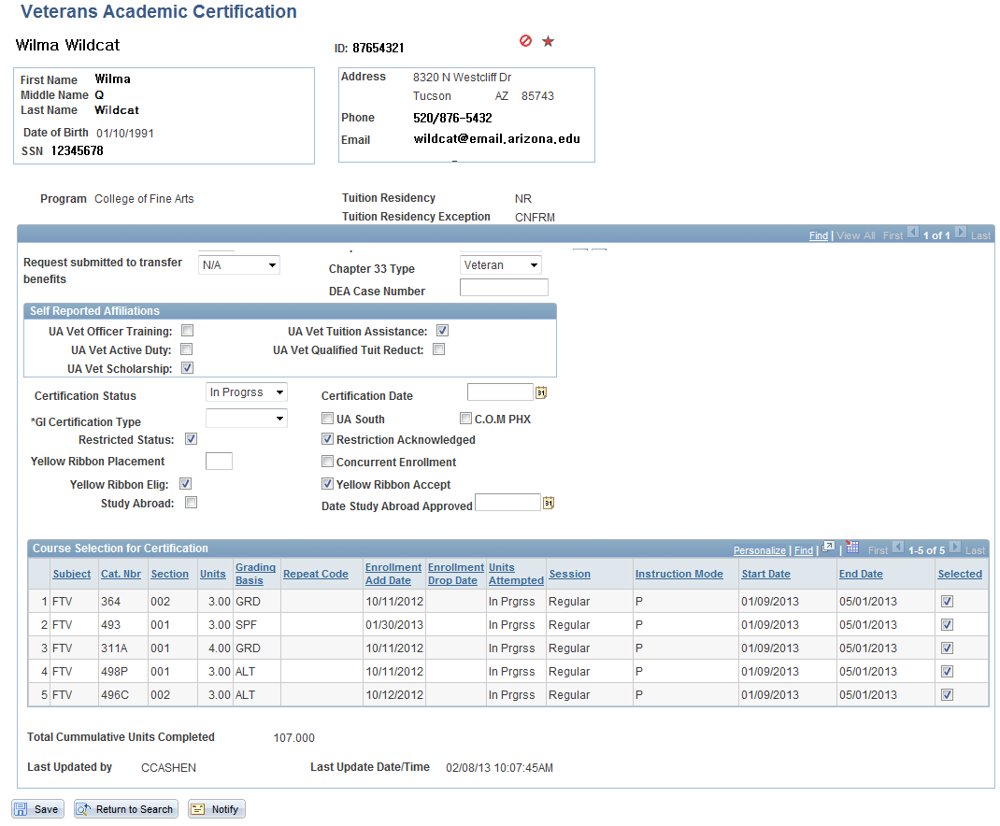 Veterans Academic Certification
Wilma Wildcat ID: 87654321
First Name Wilma
Middle Name Q
Last Name Wildcat
Date of Birth 01/10/1991
SSN 12345678
Address 8320 N Westcliff Dr
Tucson AZ 85743
Phone 520/876-5432
Email wildcat@email.arizona.edu
Program College of Fine Arts Tuition Residency NR
Tuition Residency Exception CNFRM
Find | View All First 1 of 1 Last
Request submitted to transfer benefits N/A Chapter 33 Type Veteran
DEA Case Number
Self Reported Affiliations
UA Vet Officer Training: UA Vet Tuition Assistance:
UA Vet Active Duty: UA Vet Qualified Tuit Reduct:
UA Vet Scholarship:
Certification Status In Progrss Certification Date 31
*GI Certification Type UA South C.O.M PHX
Restricted Status: Restriction Acknowledged
Yellow Ribbon Placement Concurrent Enrollment
Yellow Ribbon Elig: Yellow Ribbon Accept
Study Abroad: Date Study Abroad Approved 31
Course Selection for Certification Personalize | Find | | First 1-5 of 5 Last
Subject Cat. Nbr Section Units Grading Basis Repeat Code Enrollment Add Date Enrollment Drop Date Units Attempted Session Instruction Mode Start Date End Date Selected
1 FTV 364 002 3.00 GRD 10/11/2012 In Prgrss Regular P 01/09/2013 05/01/2013
2 FTV 493 001 3.00 SPF 01/30/2013 In Prgrss Regular P 01/09/2013 05/01/2013
3 FTV 311A 001 4.00 GRD 10/11/2012 In Prgrss Regular P 01/09/2013 05/01/2013
4 FTV 498P 001 3.00 ALT 10/11/2012 In Prgrss Regular P 01/09/2013 05/01/2013
5 FTV 496C 002 3.00 ALT 10/12/2012 In Prgrss Regular P 01/09/2013 05/01/2013
Total Cummulative Units Completed 107.000
Last Updated by CCASHEN Last Update Date/Time 02/08/13 10:07:45AM
Save Return to Search Notify